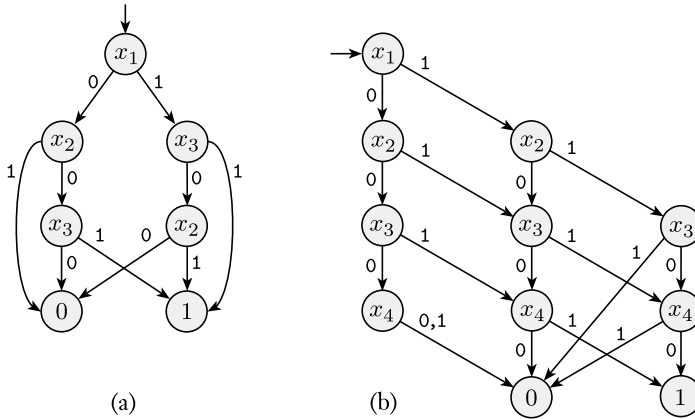 x₁ x₁
0 1 0 1
x₂ x₃ x₂ x₂
1 0 0 1 0 1 0 1
x₃ x₂ x₃ x₃ x₃
0 1 0 1 0 1 0 1 1 0
0 1 x₄ x₄ x₄
0,1 0 1 1 0
0 1
(a) (b)